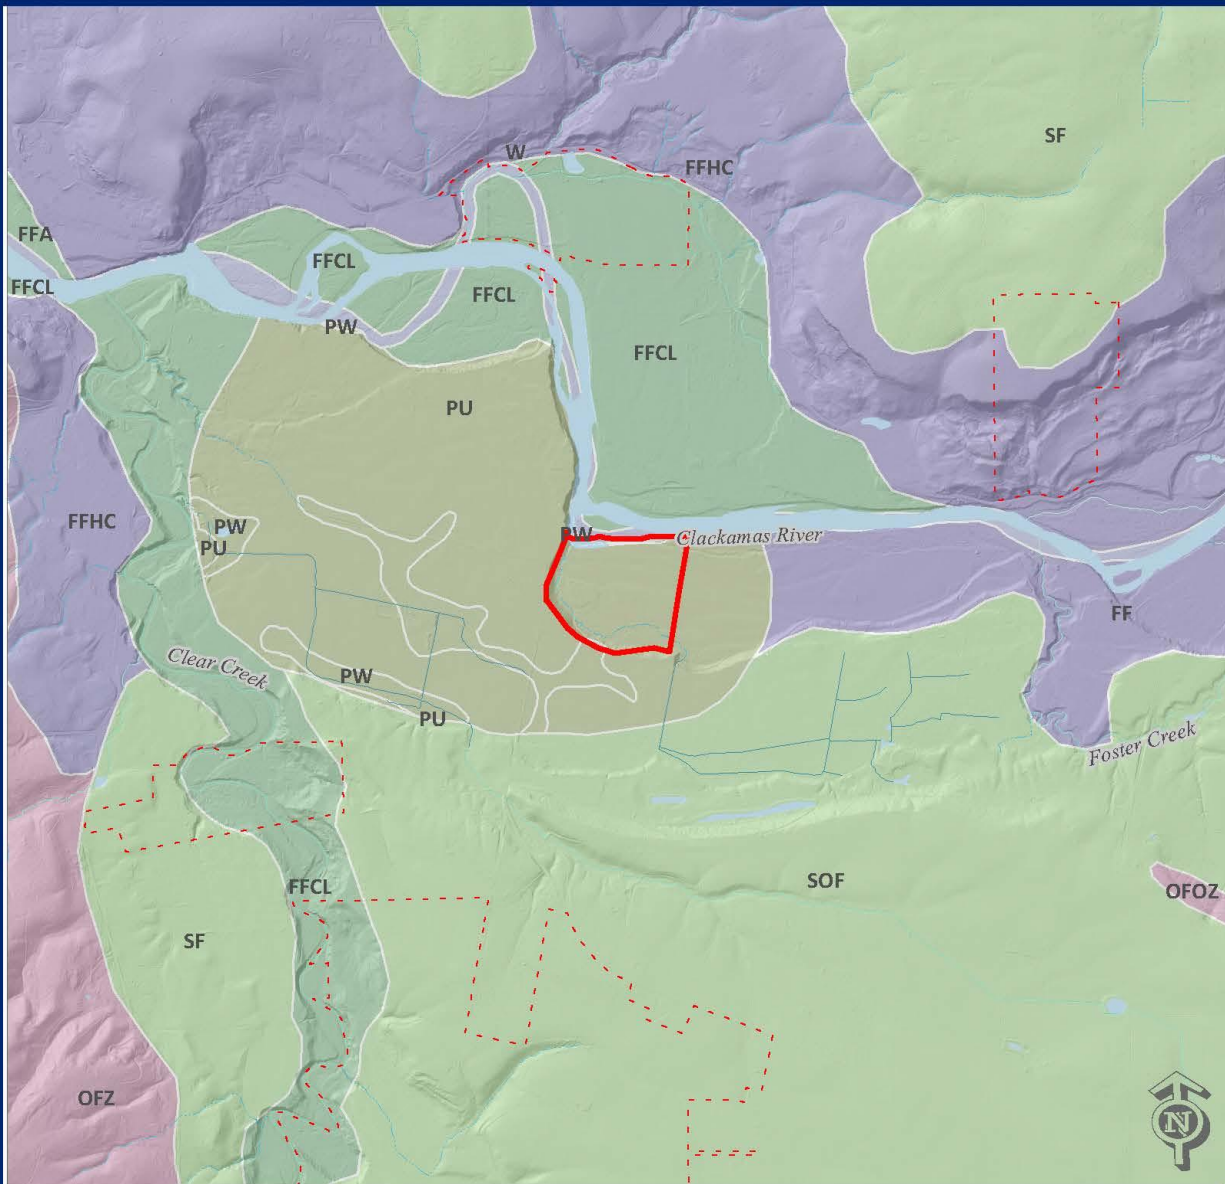 SF
W
FFHC
FFA
FFCL
FFCL
FFCL
PW
FFCL
PU
FFHC
PW
PU
PW
Clackamas River
FF
Clear Creek
PW
PU
Foster Creek
FFCL
SOF
OFOZ
SF
OFZ
N